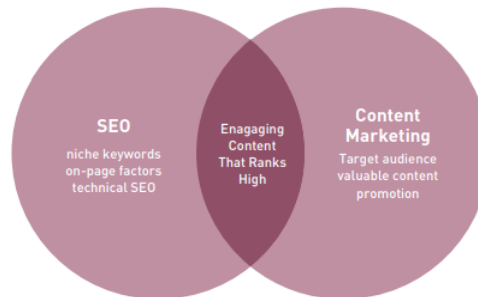 SEO
niche keywords
on-page factors
technical SEO
Enagaging
Content
That Ranks
High
Content
Marketing
Target audience
valuable content
promotion